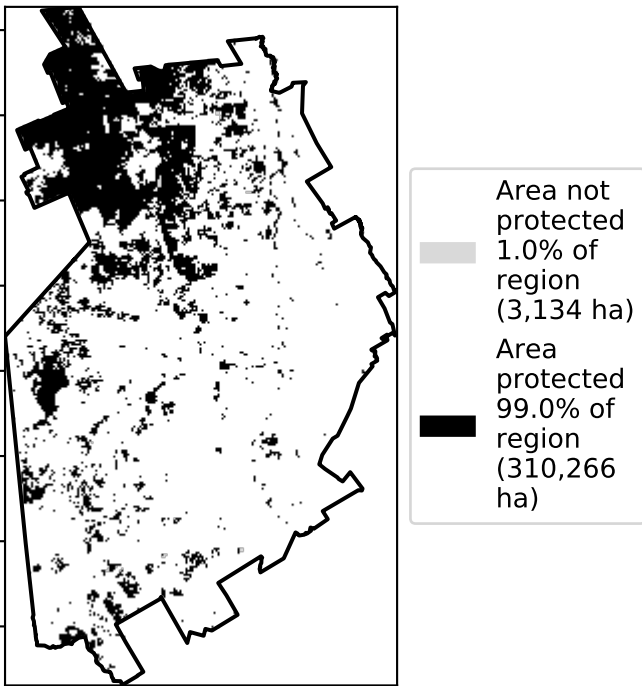 Area not
protected
1.0% of
region
(3,134 ha)
Area
protected
99.0% of
region
(310,266
ha)